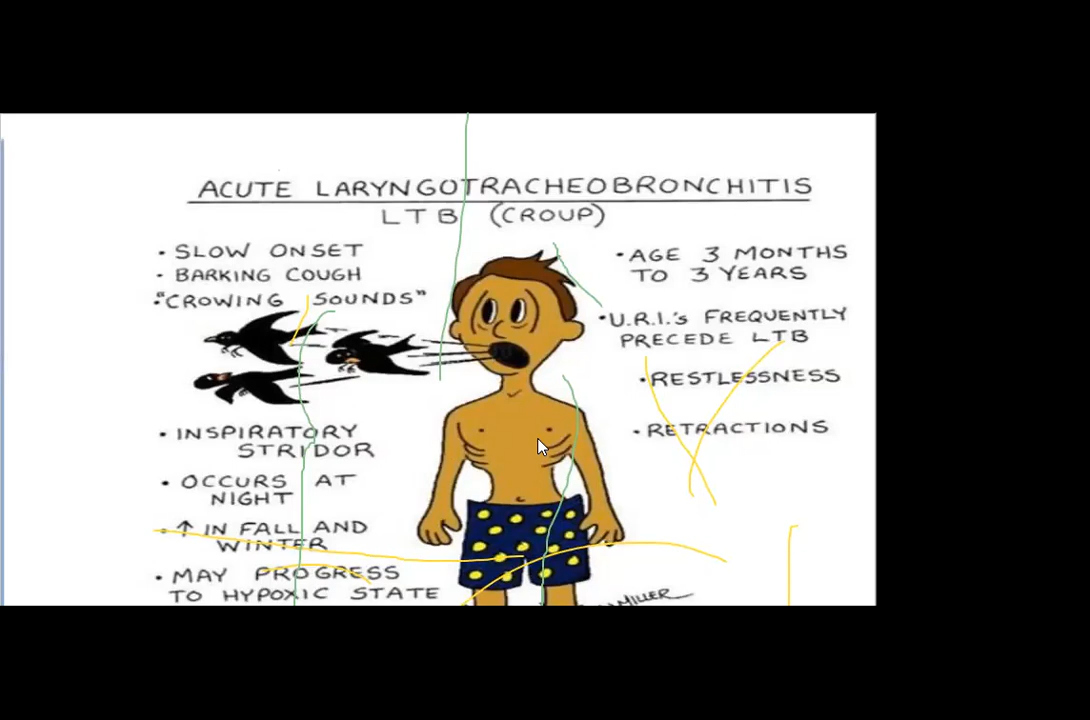 ACUTE LARYNGOTRACHEOBRONCHITIS
LTB (CROUP)
• SLOW ONSET
• BARKING COUGH
• "CROWING SOUNDS"
• INSPIRATORY
STRIDOR
• OCCURS AT
NIGHT
• ↑ IN FALL AND
WINTER
• MAY PROGRESS
TO HYPOXIC STATE
• AGE 3 MONTHS
TO 3 YEARS
• U.R.I.'s FREQUENTLY
PRECEDE LTB
• RESTLESSNESS
• RETRACTIONS
MILLER